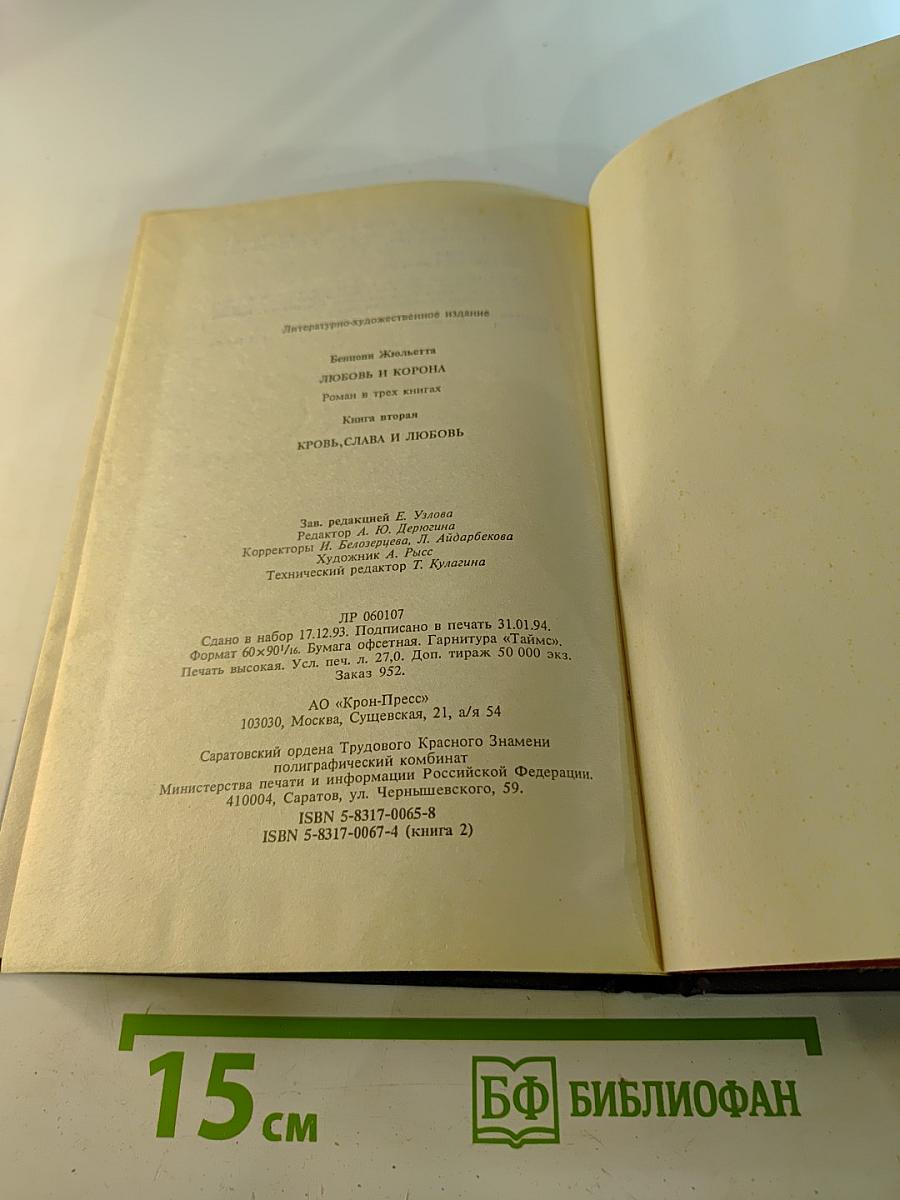 Литературно-художественное издание
Бенцони Жюльетта
ЛЮБОВЬ И КОРОНА
Роман в трех книгах
Книга вторая
КРОВЬ, СЛАВА И ЛЮБОВЬ
Зав. редакцией Е. Узлова
Редактор А. Ю. Дерюгина
Корректоры И. Белозерцева, Л. Айдарбекова
Художник А. Рысс
Технический редактор Т. Кулагина
ЛР 060107
Сдано в набор 17.12.93. Подписано в печать 31.01.94.
Формат 60×90¹/₁₆. Бумага офсетная. Гарнитура «Таймс».
Печать высокая. Усл. печ. л. 27,0. Доп. тираж 50 000 экз.
Заказ 952.
АО «Крон-Пресс»
103030, Москва, Сущевская, 21, а/я 54
Саратовский ордена Трудового Красного Знамени
полиграфический комбинат
Министерства печати и информации Российской Федерации.
410004, Саратов, ул. Чернышевского, 59.
ISBN 5-8317-0065-8
ISBN 5-8317-0067-4 (книга 2)
15 см
БФ БИБЛИОФАН